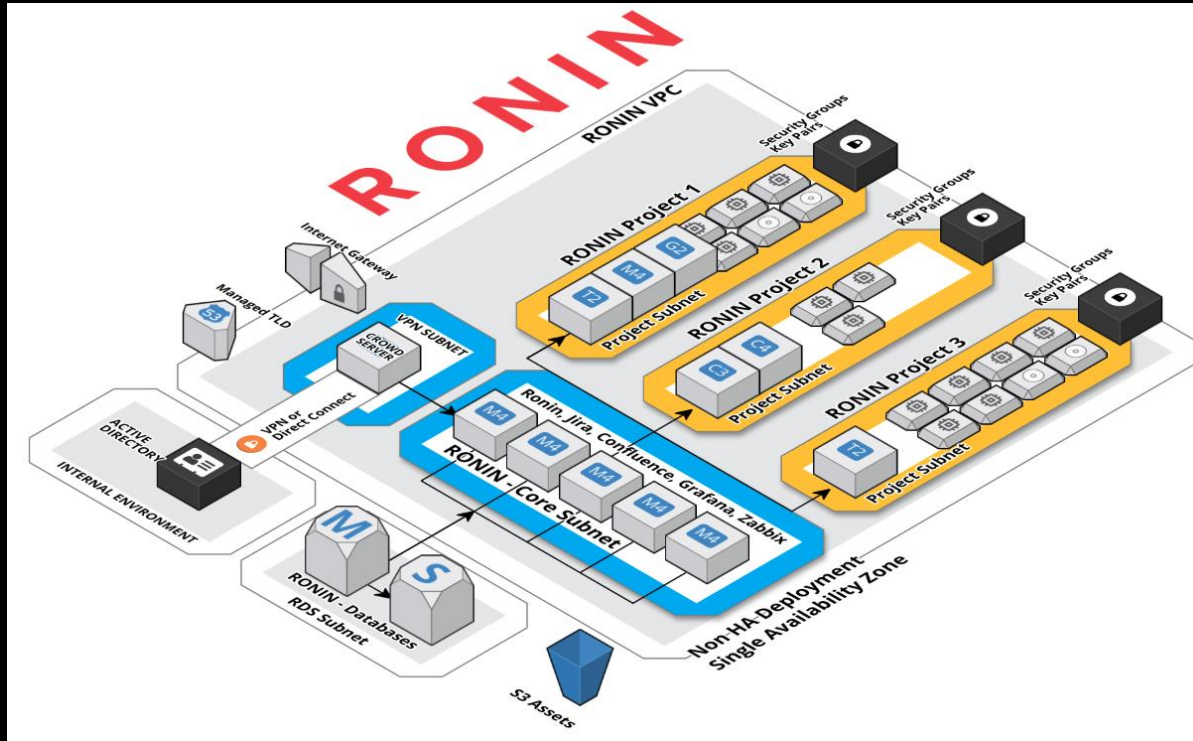 RONIN
RONIN VPC
Internet Gateway
Managed TLD
53
VPN SUBNET
CROWD
SERVER
VPN or
Direct Connect
ACTIVE
DIRECTORY
INTERNAL ENVIRONMENT
Security Groups
Key Pairs
RONIN Project 1
T2
M4
G2
Project Subnet
Security Groups
Key Pairs
RONIN Project 2
C3
C4
Project Subnet
Security Groups
Key Pairs
RONIN Project 3
T2
Project Subnet
Ronin, Jira, Confluence, Grafana, Zabbix
M4
M4
M4
M4
M4
RONIN - Core Subnet
M
S
RONIN - Databases
RDS Subnet
Non-HA-Deployment
Single Availability Zone
S3 Assets